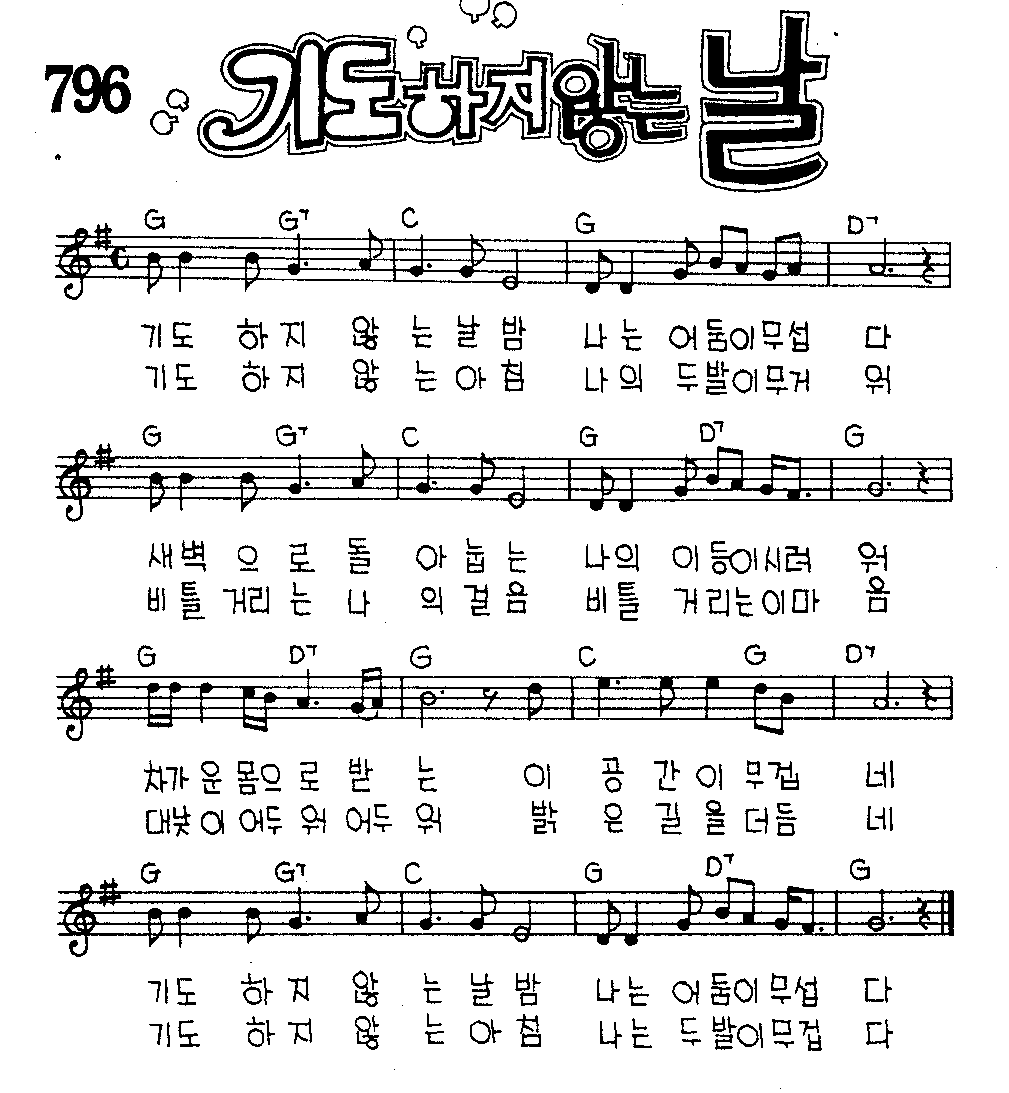 796 기도하지않는 날
G G7 C G D7
기도 하지 않 는 날 밤 나 는 어 둠이무섭 다
기도 하지 않 는 아 침 나 의 두 발이무거 워
G G7 C G D7 G
새벽 으 로 돌 아 눕 는 나의 이 등이시려 워
비틀 거리 는 나 의 걸 음 비틀 거 리는이마 음
G D7 G C G D7
차가 운 몸으 로 받 는 이 공 간 이 무겁 네
대낮이 어두 워 어두 워 밝 은 길 을 더듬 네
G G7 C G D7 G
기도 하 지 않 는 날 밤 나는 어 둠이무섭 다
기도 하 지 않 는 아 침 나는 두 발이무겁 다